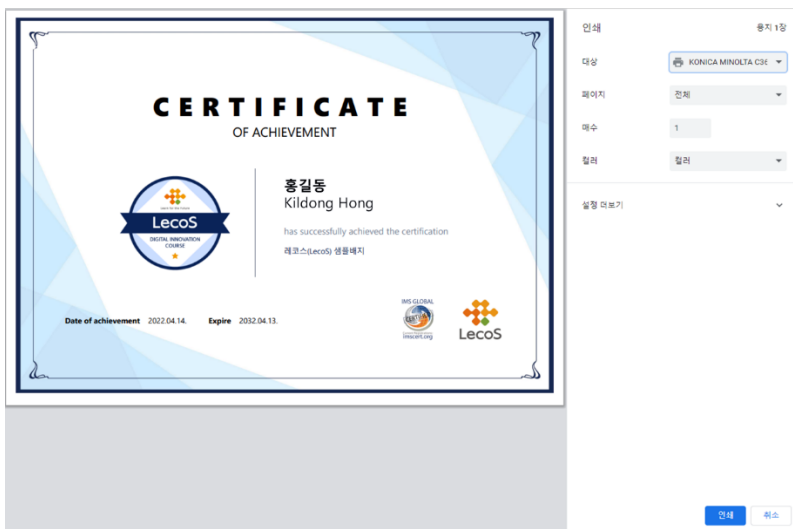 CERTIFICATE
OF ACHIEVEMENT
LecoS
DIGITAL INNOVATION
COURSE
홍길동
Kildong Hong
has successfully achieved the certification
레코스(LecoS) 샘플배지
Date of achievement 2022.04.14. Expire 2032.04.13.
IMS GLOBAL
CERTIFIED
imscert.org
LecoS
인쇄 용지 1장
대상 KONICA MINOLTA C36
페이지 전체
매수 1
컬러 컬러
설정 더보기
인쇄 취소